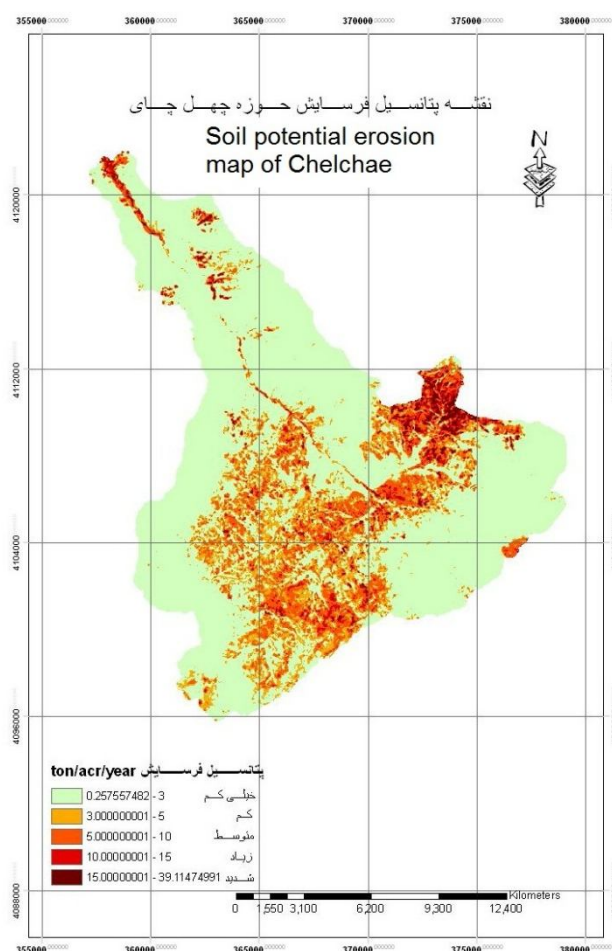 355000 360000 365000 370000 375000 380000
نقشه پتانسیل فرسایش حوزه چهل چای
Soil potential erosion
map of Chelchae
N
4120000
4112000
4104000
4096000
4088000
ton/acr/year پتانسیل فرسایش
0.257557482 - 3 خیلی کم
3.000000001 - 5 کم
5.000000001 - 10 متوسط
10.00000001 - 15 زیاد
15.00000001 - 39.11474991 شدید
Kilometers
0 1,550 3,100 6,200 9,300 12,400
355000 360000 365000 370000 375000 380000